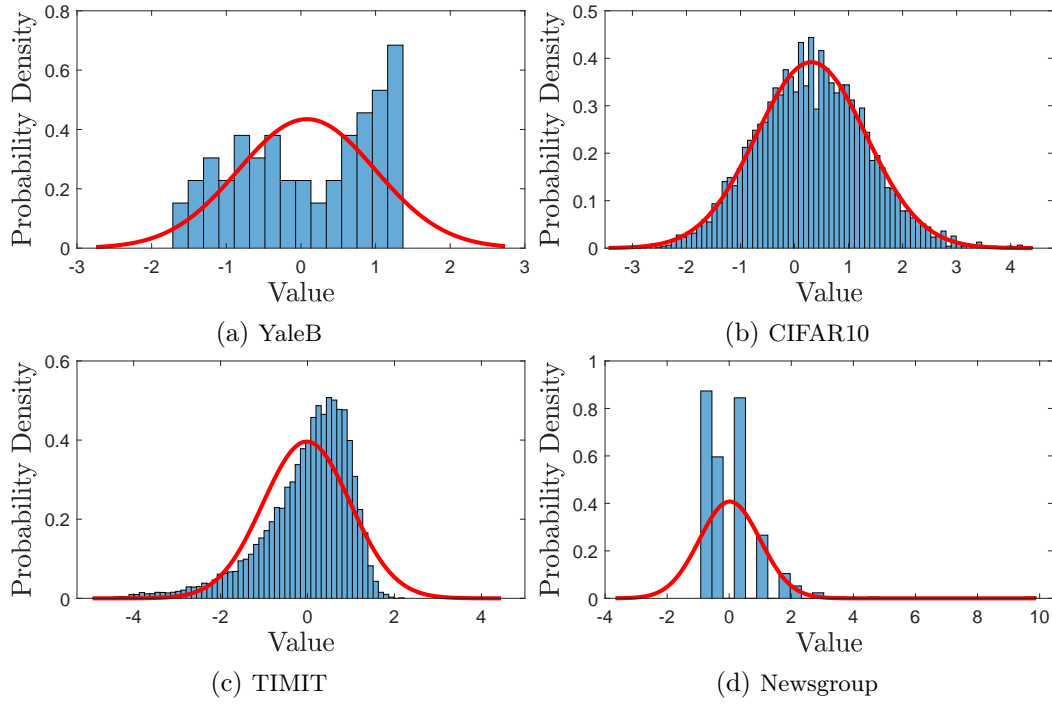 Probability Density
0.8
0.6
0.4
0.2
0
-3 -2 -1 0 1 2 3
Value
(a) YaleB
Probability Density
0.5
0.4
0.3
0.2
0.1
0
-3 -2 -1 0 1 2 3 4
Value
(b) CIFAR10
Probability Density
0.6
0.4
0.2
0
-4 -2 0 2 4
Value
(c) TIMIT
Probability Density
1
0.8
0.6
0.4
0.2
0
-4 -2 0 2 4 6 8 10
Value
(d) Newsgroup